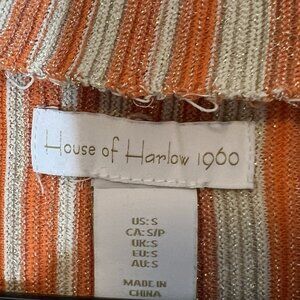 House of Harlow 1960
US: S
CA: S/P
UK: S
EU: S
AU: S
MADE IN
CHINA